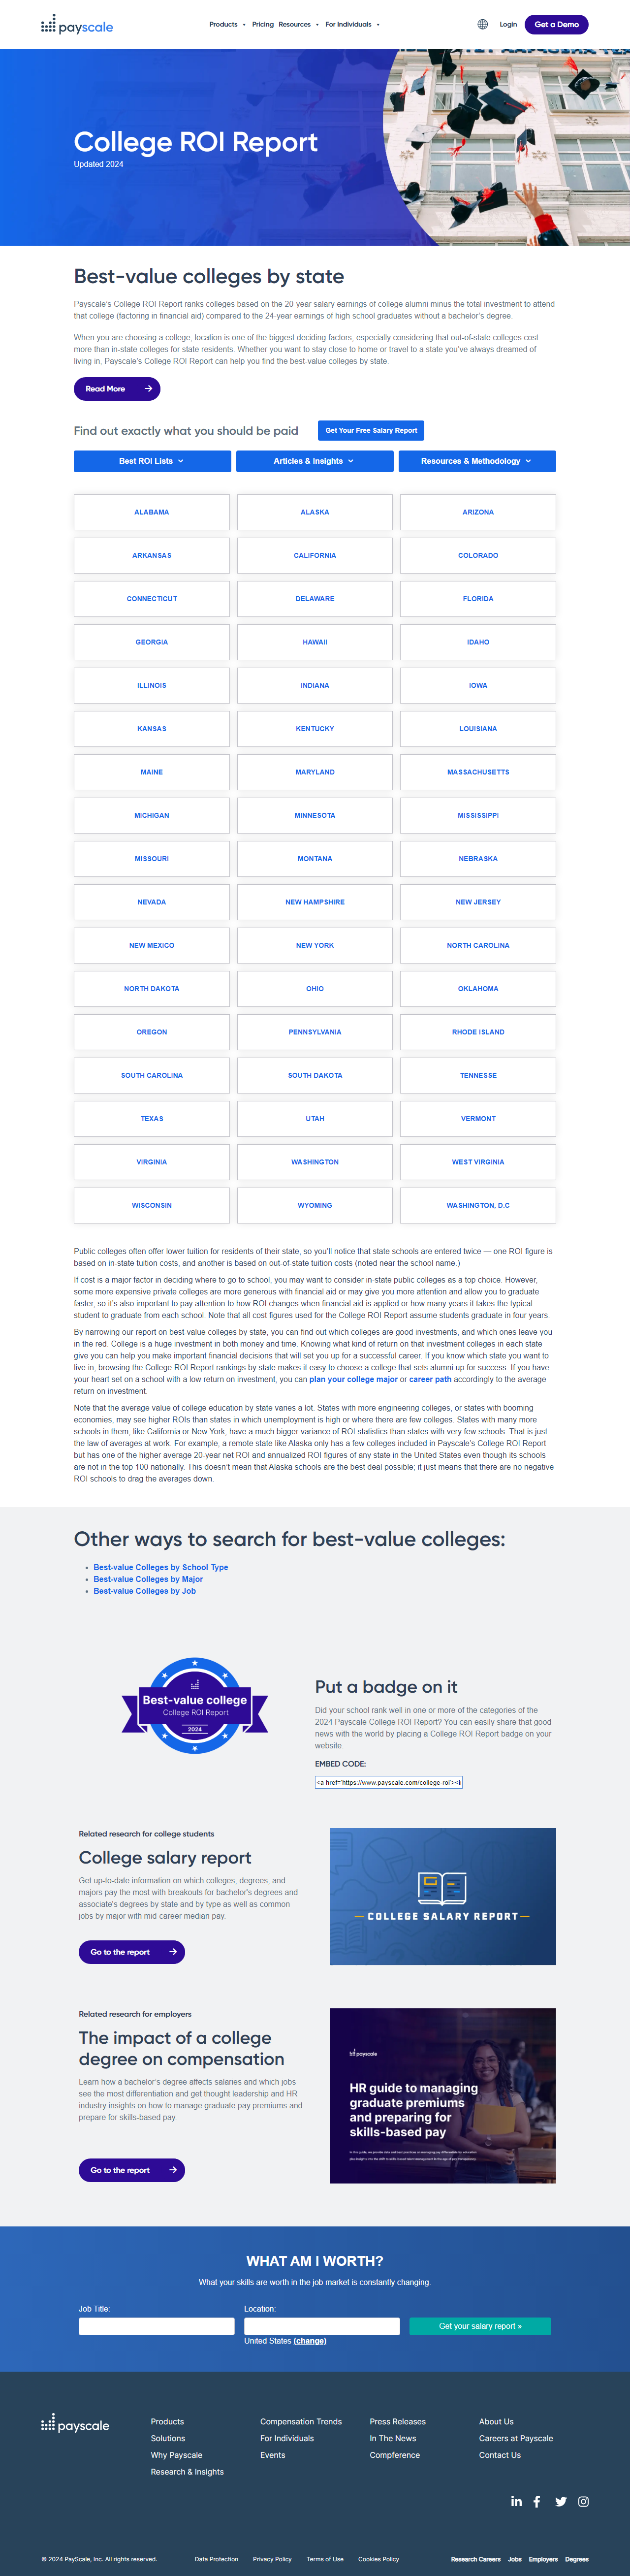 payscale
Products
Pricing
Resources
For Individuals
Login
Get a Demo
College ROI Report
Updated 2024
Best-value colleges by state
Payscale's College ROI Report ranks colleges based on the 20-year salary earnings of college alumni minus the total investment to attend
that college (factoring in financial aid) compared to the 24-year earnings of high school graduates without a bachelor's degree.
When you are choosing a college, location is one of the biggest deciding factors, especially considering that out-of-state colleges cost
more than in-state colleges for state residents. Whether you want to stay close to home or travel to a state you've always dreamed of
living in, Payscale's College ROI Report can help you find the best-value colleges by state.
Read More
Find out exactly what you should be paid
Get Your Free Salary Report
Best ROI Lists
Articles & Insights
Resources & Methodology
ALABAMA
ALASKA
ARIZONA
ARKANSAS
CALIFORNIA
COLORADO
CONNECTICUT
DELAWARE
FLORIDA
GEORGIA
HAWAII
IDAHO
ILLINOIS
INDIANA
IOWA
KANSAS
KENTUCKY
LOUISIANA
MAINE
MARYLAND
MASSACHUSETTS
MICHIGAN
MINNESOTA
MISSISSIPPI
MISSOURI
MONTANA
NEBRASKA
NEVADA
NEW HAMPSHIRE
NEW JERSEY
NEW MEXICO
NEW YORK
NORTH CAROLINA
NORTH DAKOTA
OHIO
OKLAHOMA
OREGON
PENNSYLVANIA
RHODE ISLAND
SOUTH CAROLINA
SOUTH DAKOTA
TENNESSE
TEXAS
UTAH
VERMONT
VIRGINIA
WASHINGTON
WEST VIRGINIA
WISCONSIN
WYOMING
WASHINGTON, D.C
Public colleges often offer lower tuition for residents of their state, so you'll notice that state schools are entered twice — one ROI figure is
based on in-state tuition costs, and another is based on out-of-state tuition costs (noted near the school name.)
If cost is a major factor in deciding where to go to school, you may want to consider in-state public colleges as a top choice. However,
some more expensive private colleges are more generous with financial aid or may give you more attention and allow you to graduate
faster, so it's also important to pay attention to how ROI changes when financial aid is applied or how many years it takes the typical
student to graduate from each school. Note that all cost figures used for the College ROI Report assume students graduate in four years.
By narrowing our report on best-value colleges by state, you can find out which colleges are good investments, and which ones leave you
in the red. College is a huge investment in both money and time. Knowing what kind of return on that investment colleges in each state
give you can help you make important financial decisions that will set you up for a successful career. If you know which state you want to
live in, browsing the College ROI Report rankings by state makes it easy to choose a college that sets alumni up for success. If you have
your heart set on a school with a low return on investment, you can plan your college major or career path accordingly to the average
return on investment.
Note that the average value of college education by state varies a lot. States with more engineering colleges, or states with booming
economies, may see higher ROIs than states in which unemployment is high or where there are few colleges. States with many more
schools in them, like California or New York, have a much bigger variance of ROI statistics than states with very few schools. That is just
the law of averages at work. For example, a remote state like Alaska only has a few colleges included in Payscale's College ROI Report
but has one of the higher average 20-year net ROI and annualized ROI figures of any state in the United States even though its schools
are not in the top 100 nationally. This doesn't mean that Alaska schools are the best deal possible; it just means that there are no negative
ROI schools to drag the averages down.
Other ways to search for best-value colleges:
Best-value Colleges by School Type
Best-value Colleges by Major
Best-value Colleges by Job
Best-value college
College ROI Report
2024
Put a badge on it
Did your school rank well in one or more of the categories of the
2024 Payscale College ROI Report? You can easily share that good
news with the world by placing a College ROI Report badge on your
website.
EMBED CODE:
<a href='https://www.payscale.com/college-roi'><i
Related research for college students
College salary report
Get up-to-date information on which colleges, degrees, and
majors pay the most with breakouts for bachelor's degrees and
associate's degrees by state and by type as well as common
jobs by major with mid-career median pay.
Go to the report
COLLEGE SALARY REPORT
Related research for employers
The impact of a college
degree on compensation
Learn how a bachelor's degree affects salaries and which jobs
see the most differentiation and get thought leadership and HR
industry insights on how to manage graduate pay premiums and
prepare for skills-based pay.
Go to the report
payscale
HR guide to managing
graduate premiums
and preparing for
skills-based pay
WHAT AM I WORTH?
What your skills are worth in the job market is constantly changing.
Job Title:
Location:
Get your salary report »
United States (change)
payscale
Products
Solutions
Why Payscale
Research & Insights
Compensation Trends
For Individuals
Events
Press Releases
In The News
Compference
About Us
Careers at Payscale
Contact Us
© 2024 PayScale, Inc. All rights reserved.
Data Protection
Privacy Policy
Terms of Use
Cookies Policy
Research Careers
Jobs
Employers
Degrees